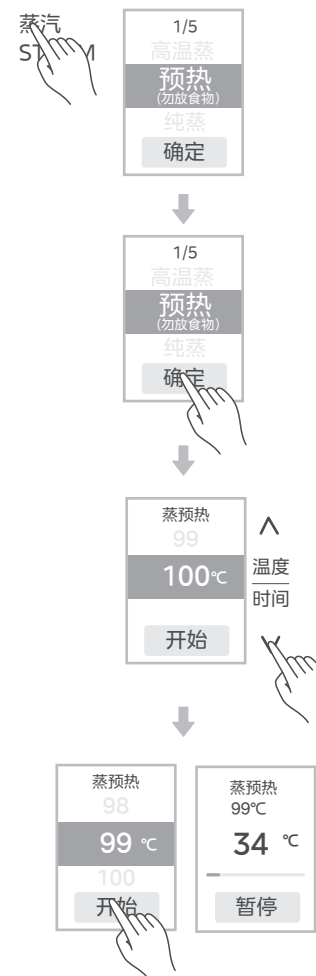 蒸汽
1/5
高温蒸
预热
(勿放食物)
纯蒸
确定
1/5
高温蒸
预热
(勿放食物)
纯蒸
确定
蒸预热
99
100℃
温度
时间
开始
蒸预热
98
99 ℃
100
开始
蒸预热
99℃
34 ℃
暂停